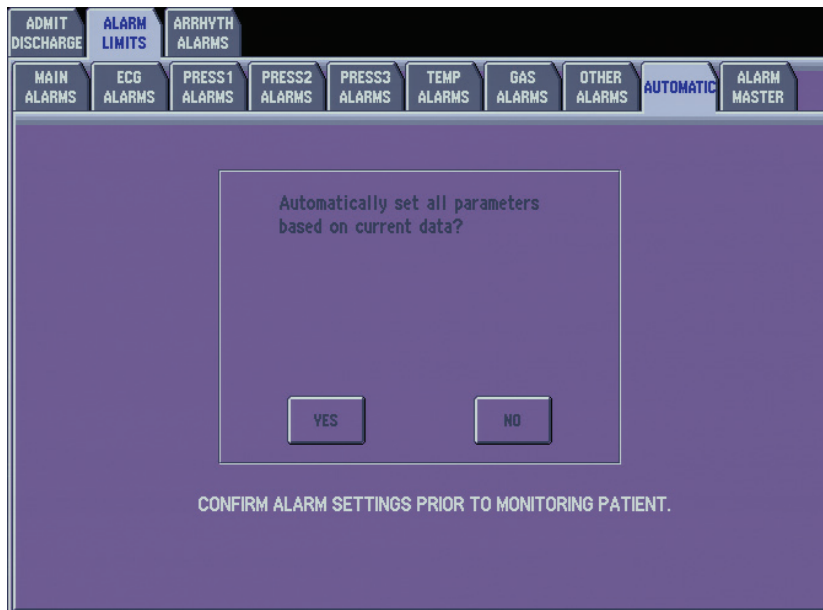 ADMIT DISCHARGE
ALARM LIMITS
ARRHYTH ALARMS
MAIN ALARMS
ECG ALARMS
PRESS1 ALARMS
PRESS2 ALARMS
PRESS3 ALARMS
TEMP ALARMS
GAS ALARMS
OTHER ALARMS
AUTOMATIC
ALARM MASTER
Automatically set all parameters
based on current data?
YES
NO
CONFIRM ALARM SETTINGS PRIOR TO MONITORING PATIENT.